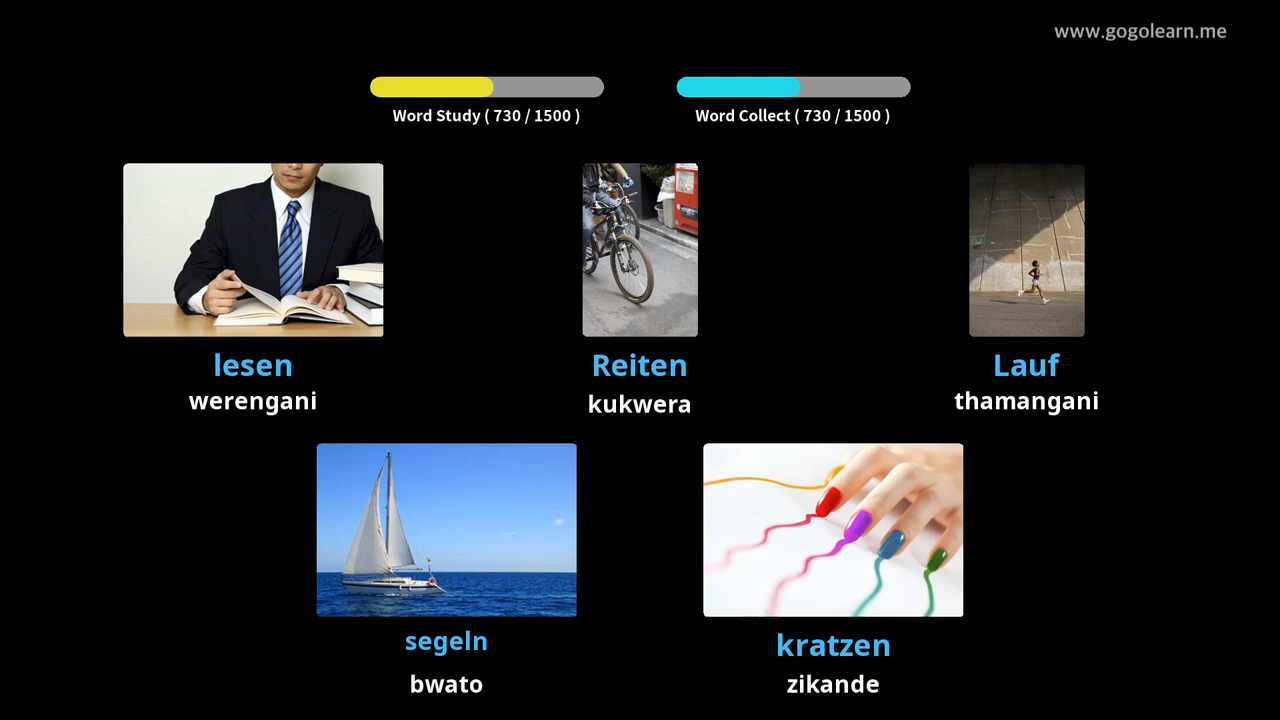 www.gogolearn.me
Word Study ( 730 / 1500 )
Word Collect ( 730 / 1500 )
lesen
werengani
Reiten
kukwera
Lauf
thamangani
segeln
bwato
kratzen
zikande